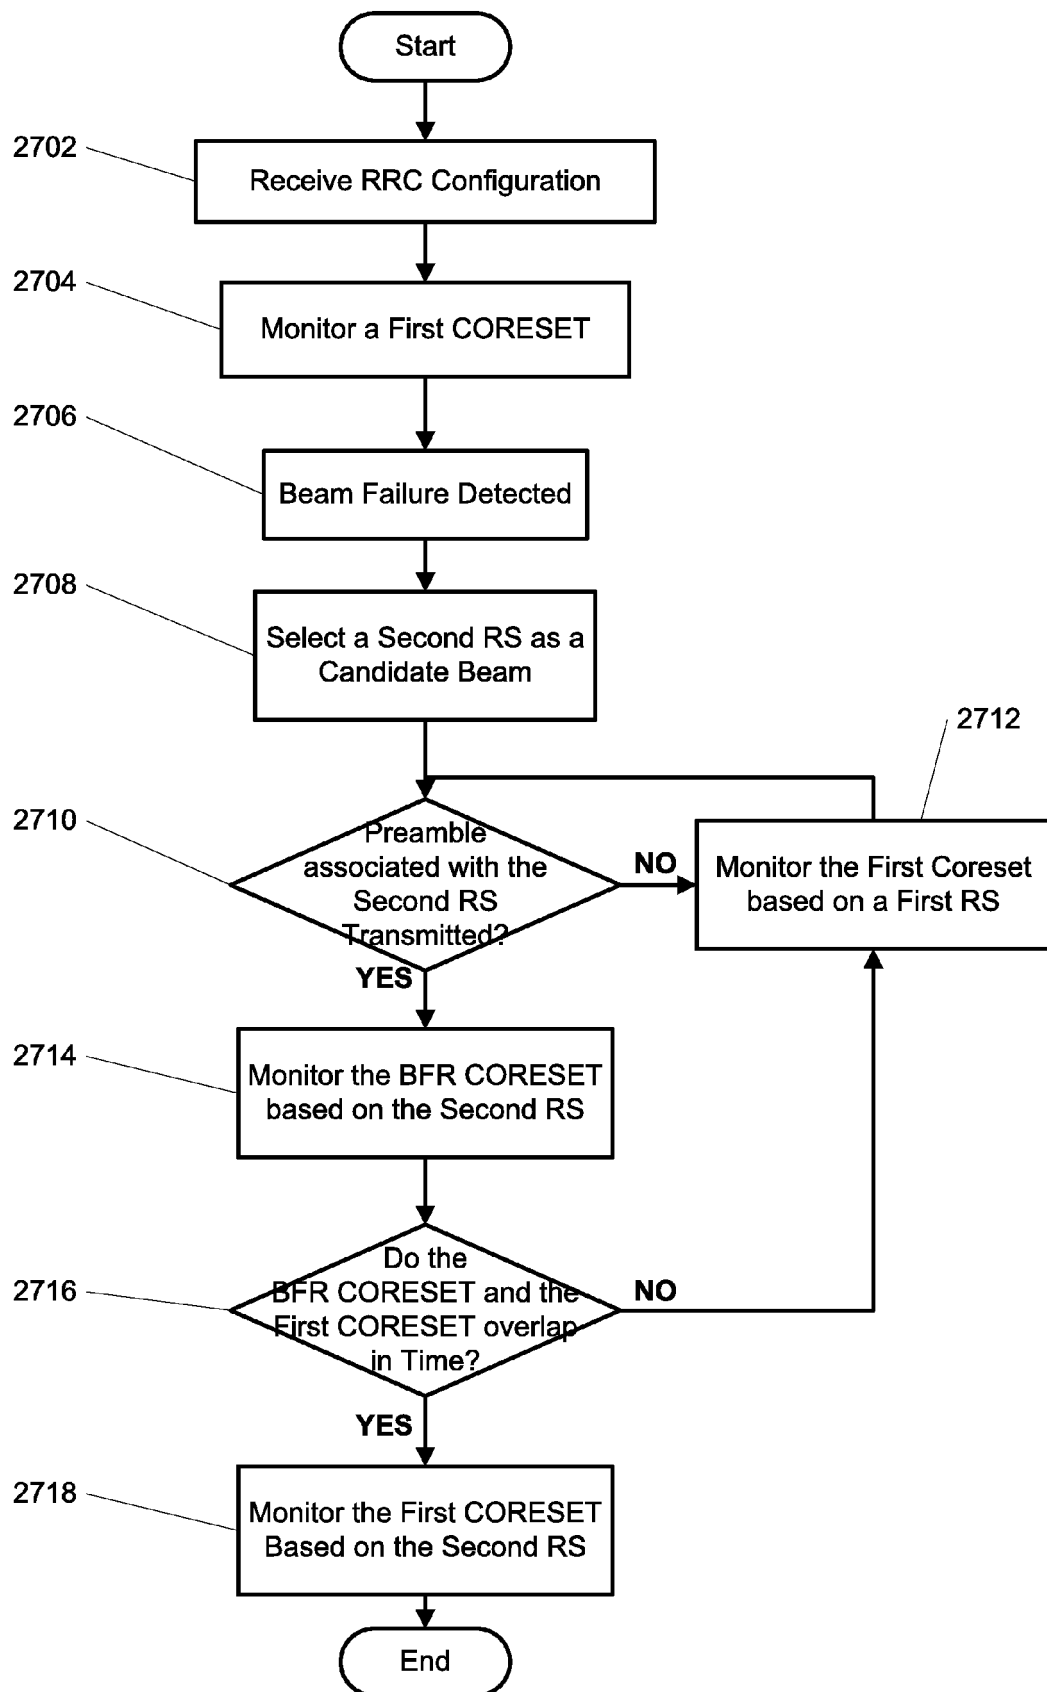 Start
2702
Receive RRC Configuration
2704
Monitor a First CORESET
2706
Beam Failure Detected
2708
Select a Second RS as a
Candidate Beam
2710
Preamble
associated with the
Second RS
Transmitted?
NO
2712
Monitor the First Coreset
based on a First RS
YES
2714
Monitor the BFR CORESET
based on the Second RS
2716
Do the
BFR CORESET and the
First CORESET overlap
in Time?
NO
YES
2718
Monitor the First CORESET
Based on the Second RS
End